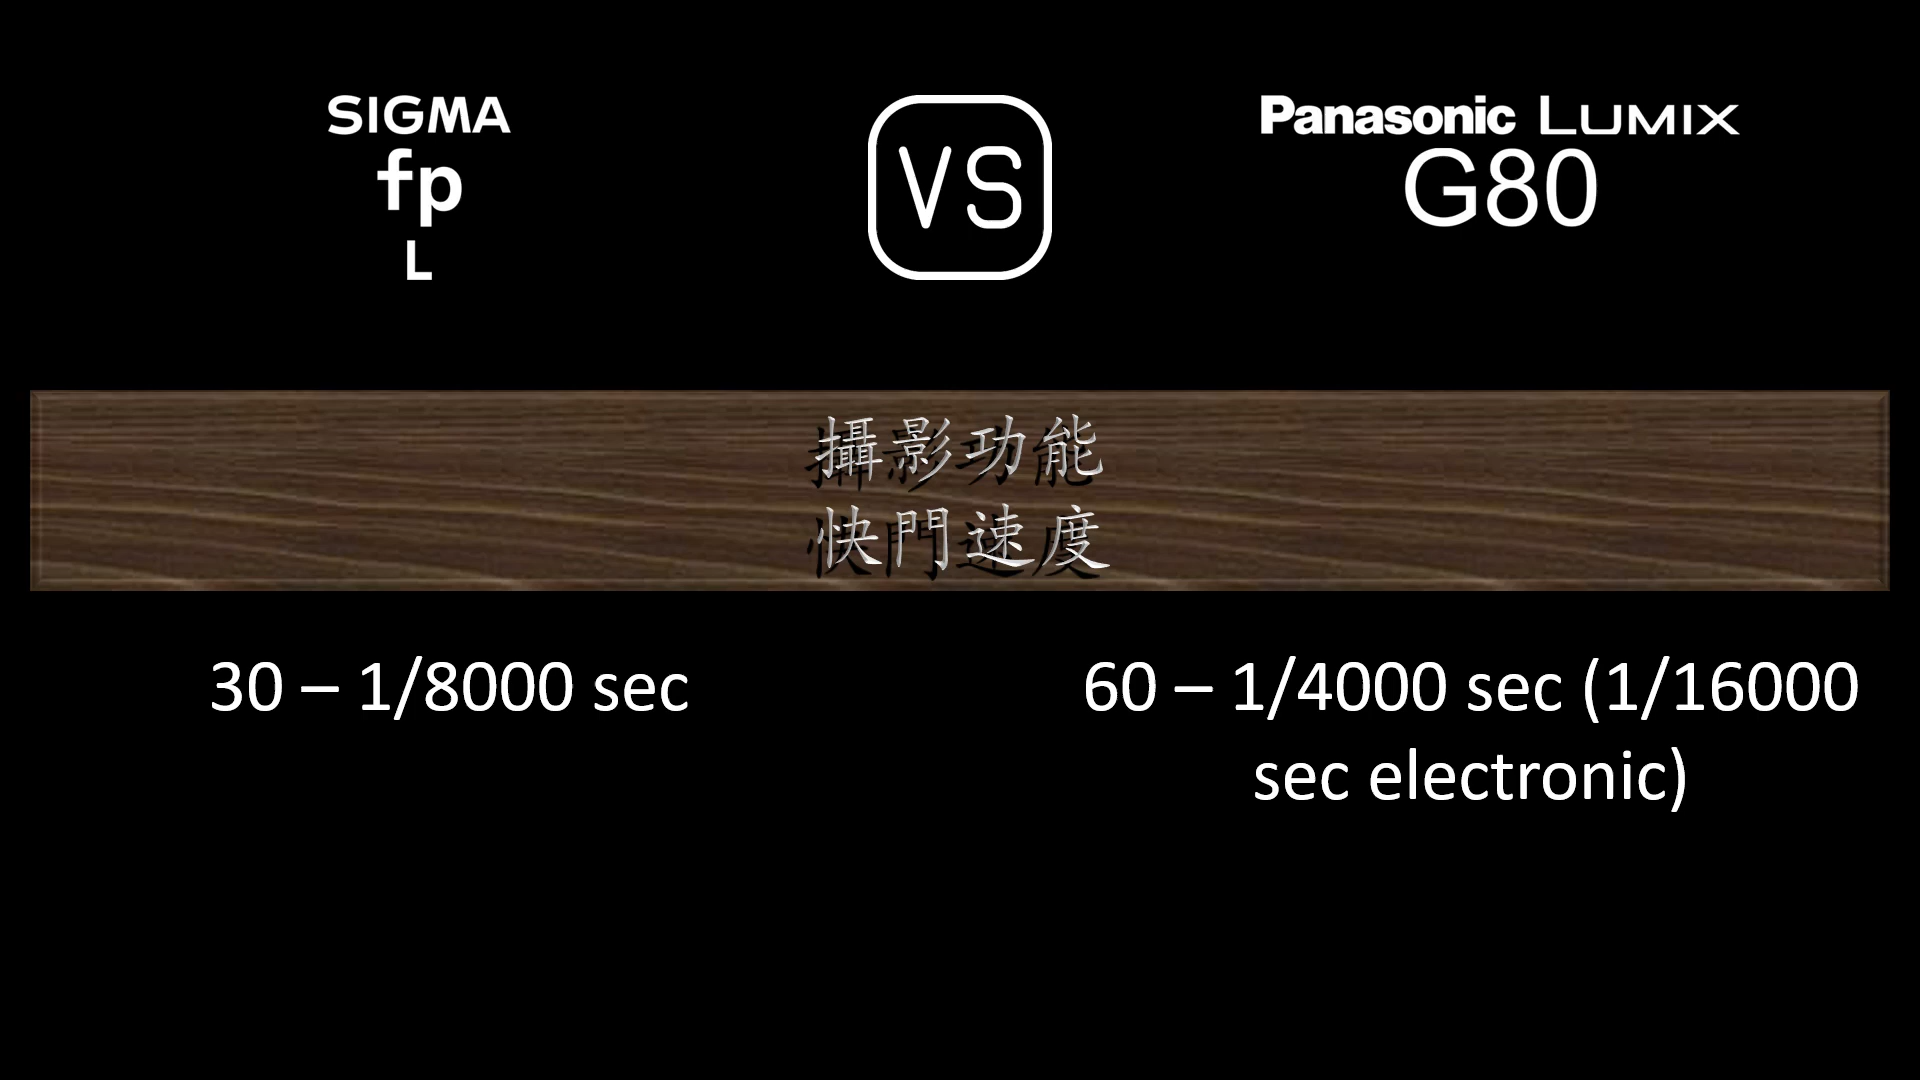 SIGMA
fp
L
VS
Panasonic LUMIX
G80
攝影功能
快門速度
30 – 1/8000 sec
60 – 1/4000 sec (1/16000
sec electronic)